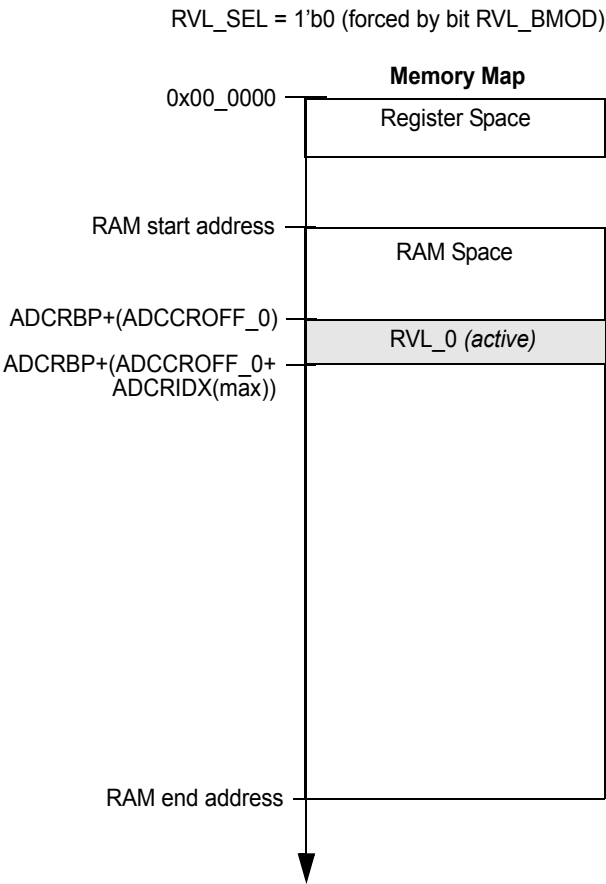 RVL_SEL = 1’b0 (forced by bit RVL_BMOD)
Memory Map
0x00_0000
Register Space
RAM start address
RAM Space
ADCRBP+(ADCCROFF_0)
RVL_0 (active)
ADCRBP+(ADCCROFF_0+
ADCRIDX(max))
RAM end address